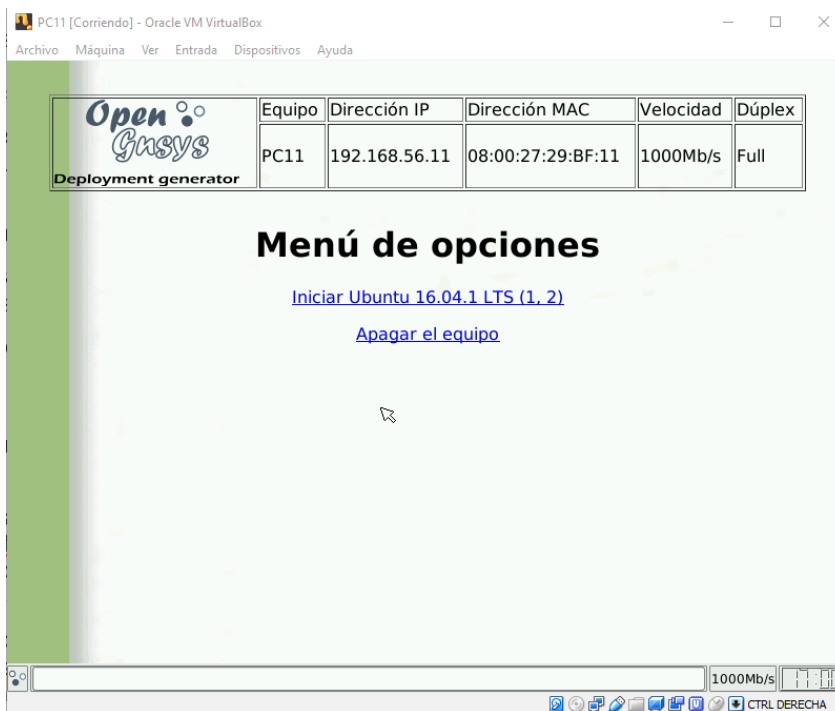 PC11 [Corriendo] - Oracle VM VirtualBox
Archivo Máquina Ver Entrada Dispositivos Ayuda
Open Gnsys
Deployment generator
Equipo Dirección IP Dirección MAC Velocidad Dúplex
PC11 192.168.56.11 08:00:27:29:BF:11 1000Mb/s Full
Menú de opciones
Iniciar Ubuntu 16.04.1 LTS (1, 2)
Apagar el equipo
1000Mb/s
CTRL DERECHA